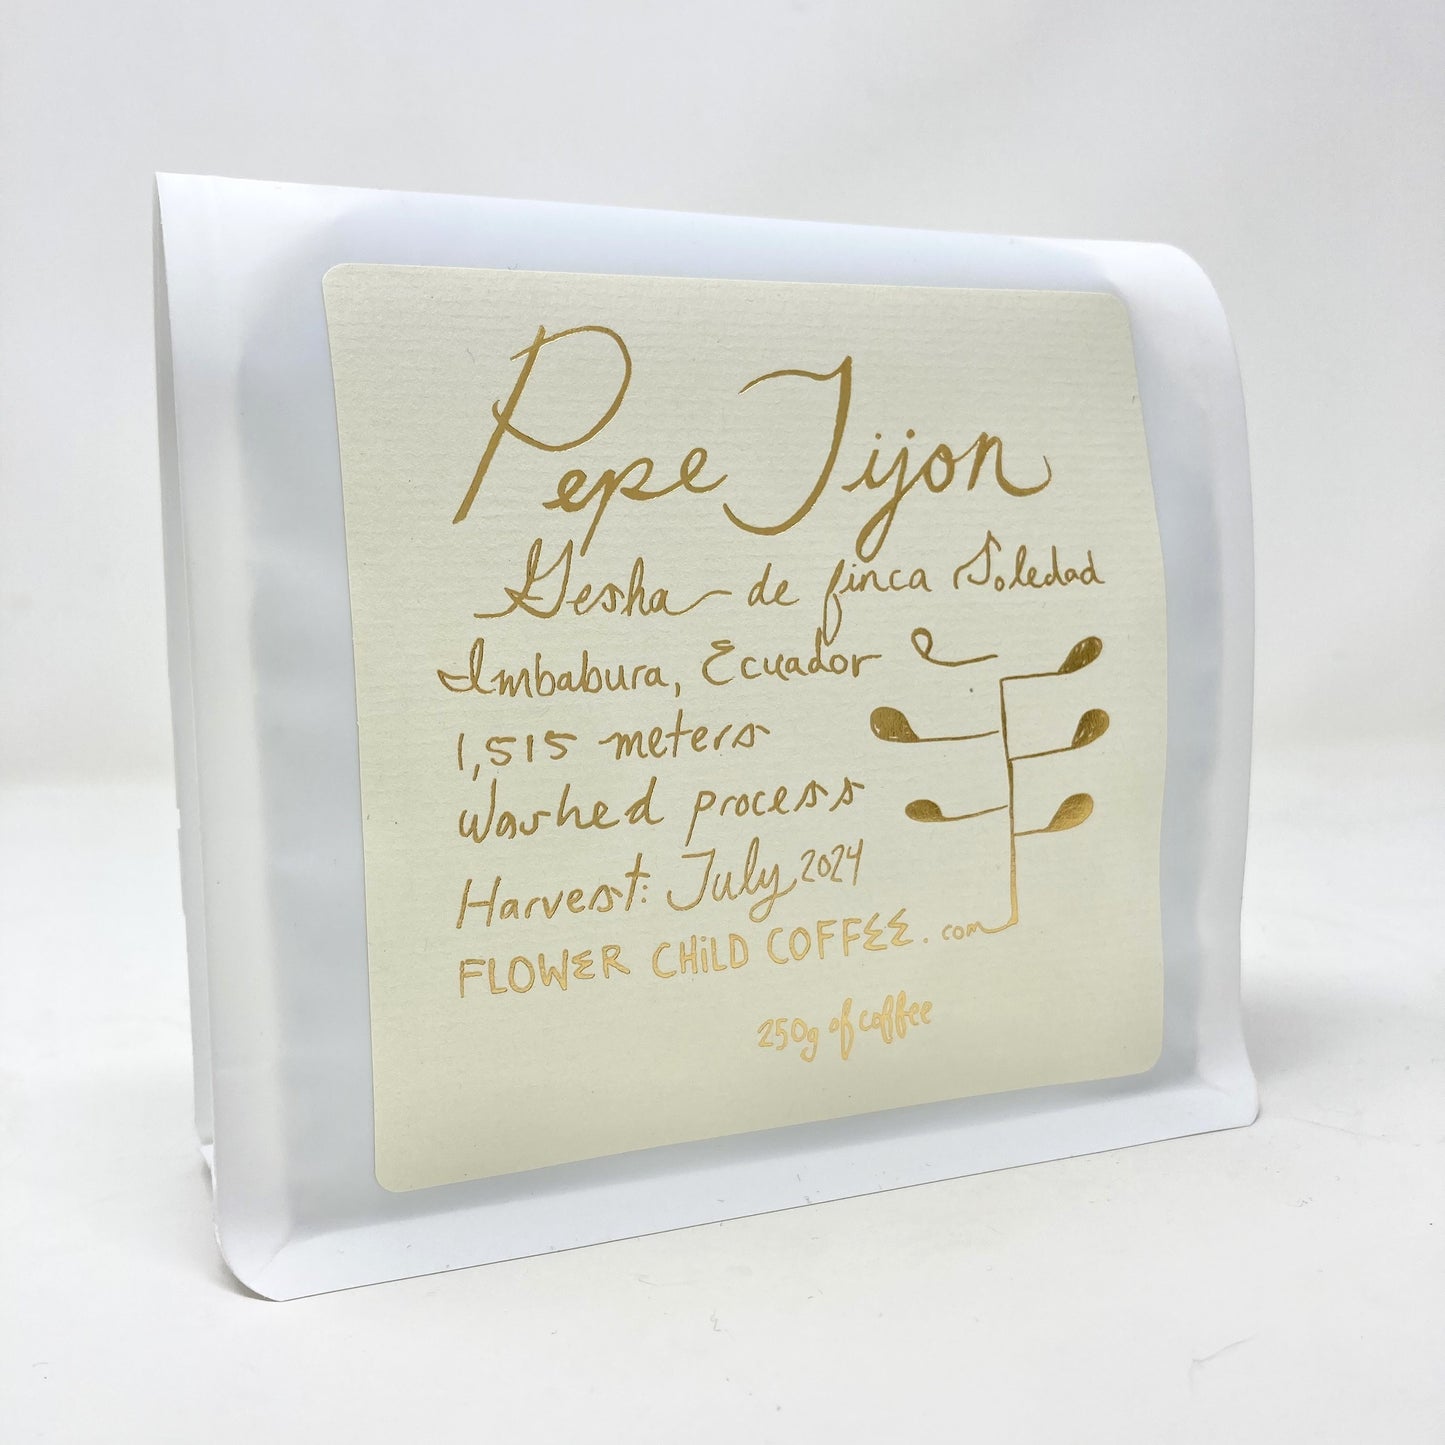 Pepe Jijon
Gesha de finca Soledad
Imbabura, Ecuador
1,515 meters
Washed process
Harvest: July 2024
FLOWER CHiLD COFFEE.com
250g of coffee